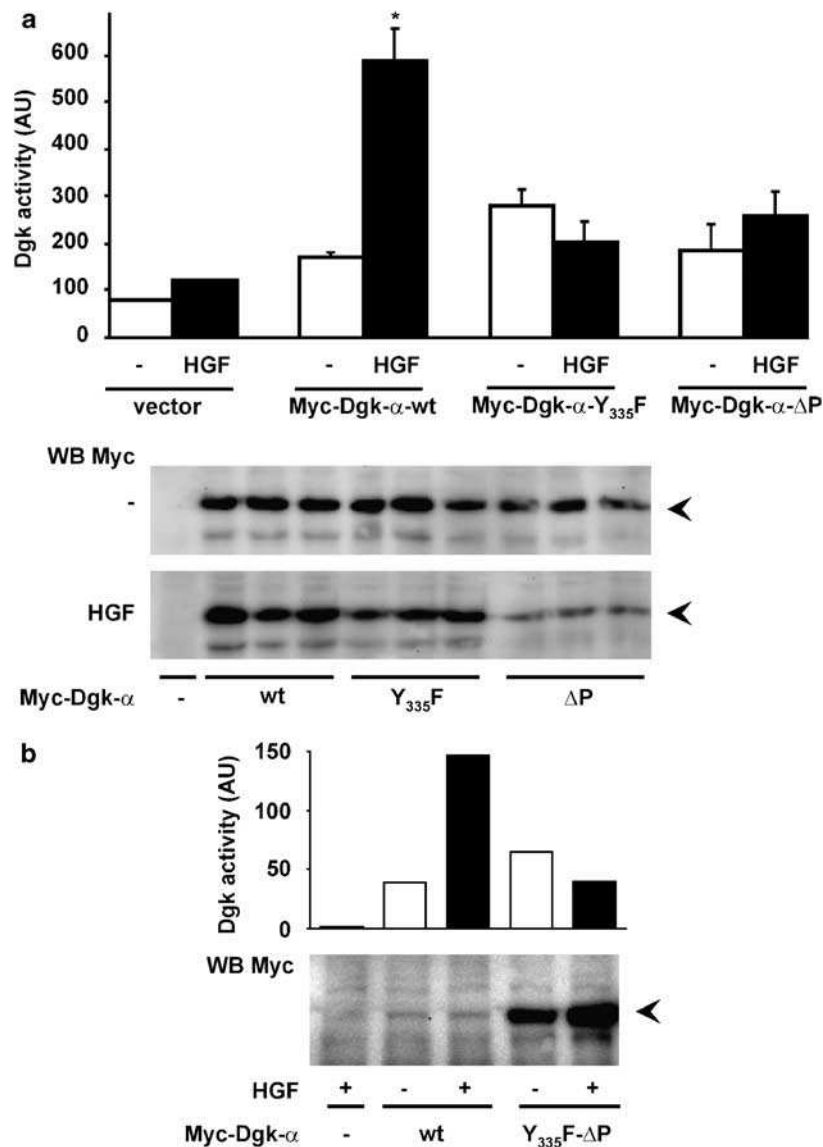 a
*
Dgk activity (AU)
600
500
400
300
200
100
0
- HGF - HGF - HGF - HGF
vector Myc-Dgk-α-wt Myc-Dgk-α-Y₃₃₅F Myc-Dgk-α-ΔP
WB Myc
-
HGF
Myc-Dgk-α - wt Y₃₃₅F ΔP
b
Dgk activity (AU)
150
100
50
0
WB Myc
HGF + - + - +
Myc-Dgk-α - wt Y₃₃₅F-ΔP